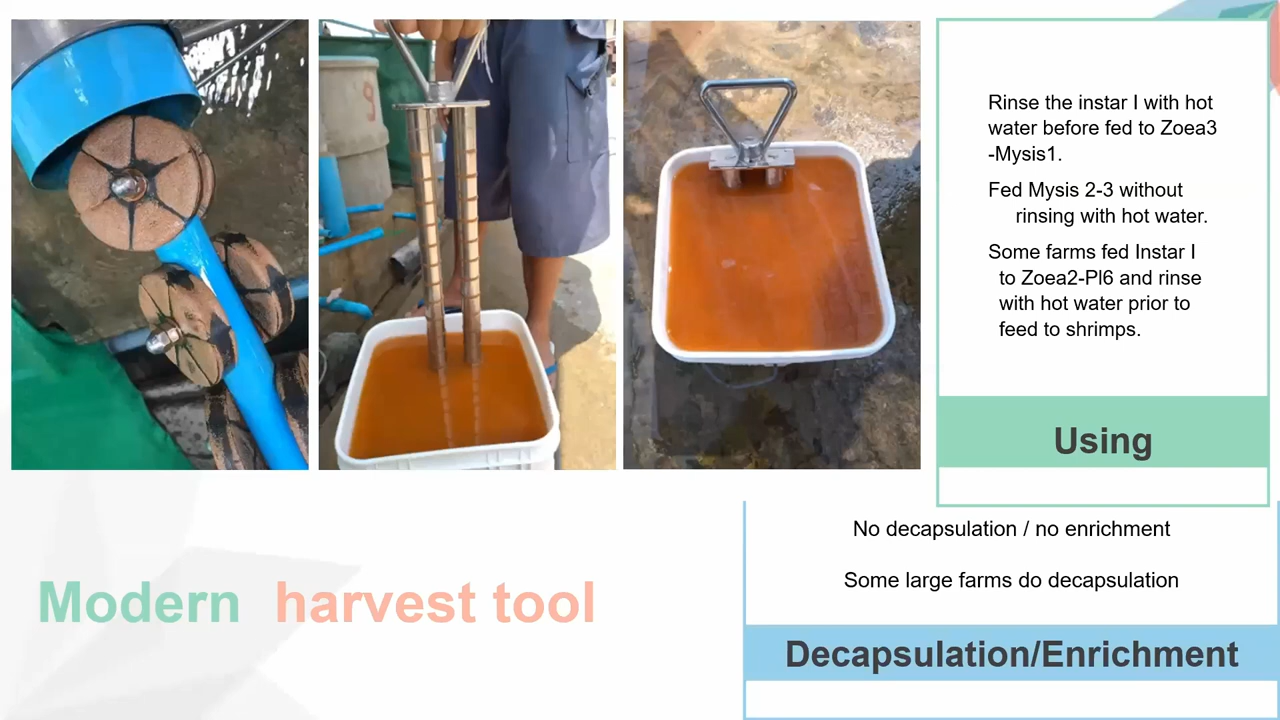 Rinse the instar I with hot
water before fed to Zoea3
-Mysis1.
Fed Mysis 2-3 without
rinsing with hot water.
Some farms fed Instar I
to Zoea2-Pl6 and rinse
with hot water prior to
feed to shrimps.
Using
No decapsulation / no enrichment
Some large farms do decapsulation
Decapsulation/Enrichment
Modern harvest tool
9